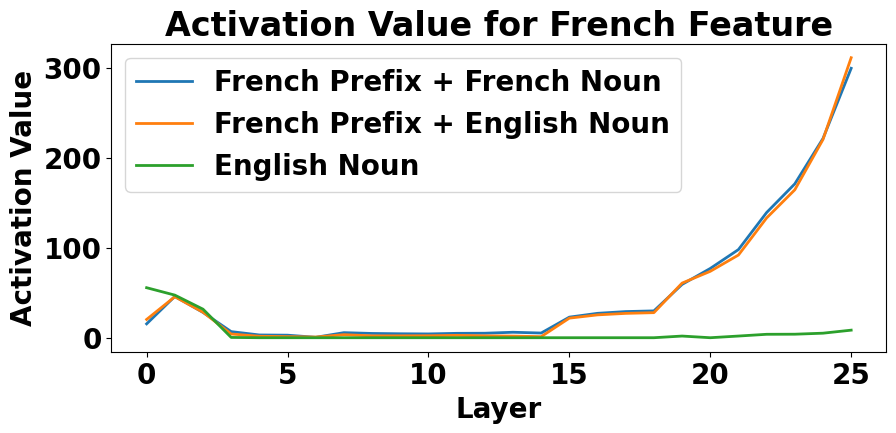 Activation Value for French Feature
French Prefix + French Noun
French Prefix + English Noun
English Noun
Activation Value
300
200
100
0
0 5 10 15 20 25
Layer